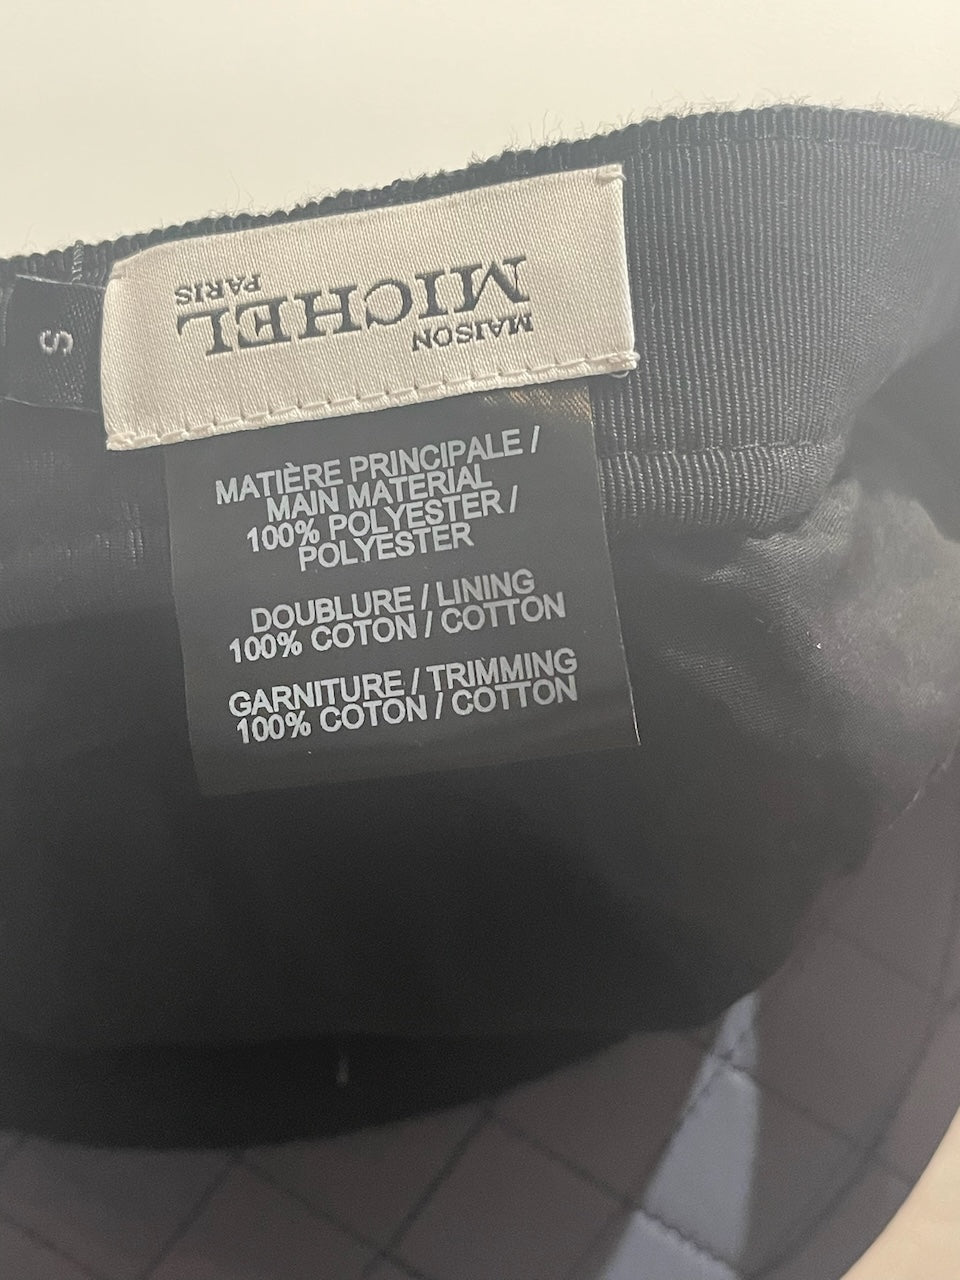 MAISON
MICHEL
PARIS
S
MATIÈRE PRINCIPALE /
MAIN MATERIAL
100% POLYESTER /
POLYESTER
DOUBLURE / LINING
100% COTON / COTTON
GARNITURE / TRIMMING
100% COTON / COTTON